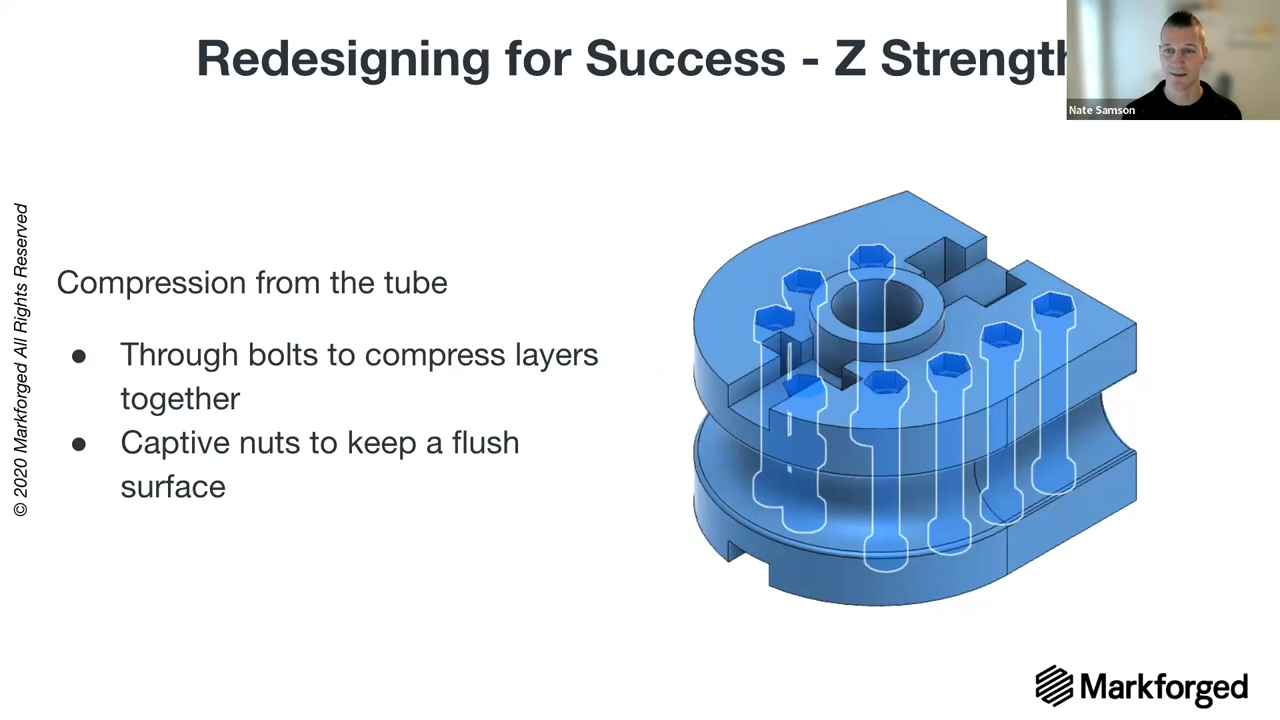 Redesigning for Success - Z Strength
Nate Samson
© 2020 Markforged All Rights Reserved
Compression from the tube
● Through bolts to compress layers
together
● Captive nuts to keep a flush
surface
Markforged